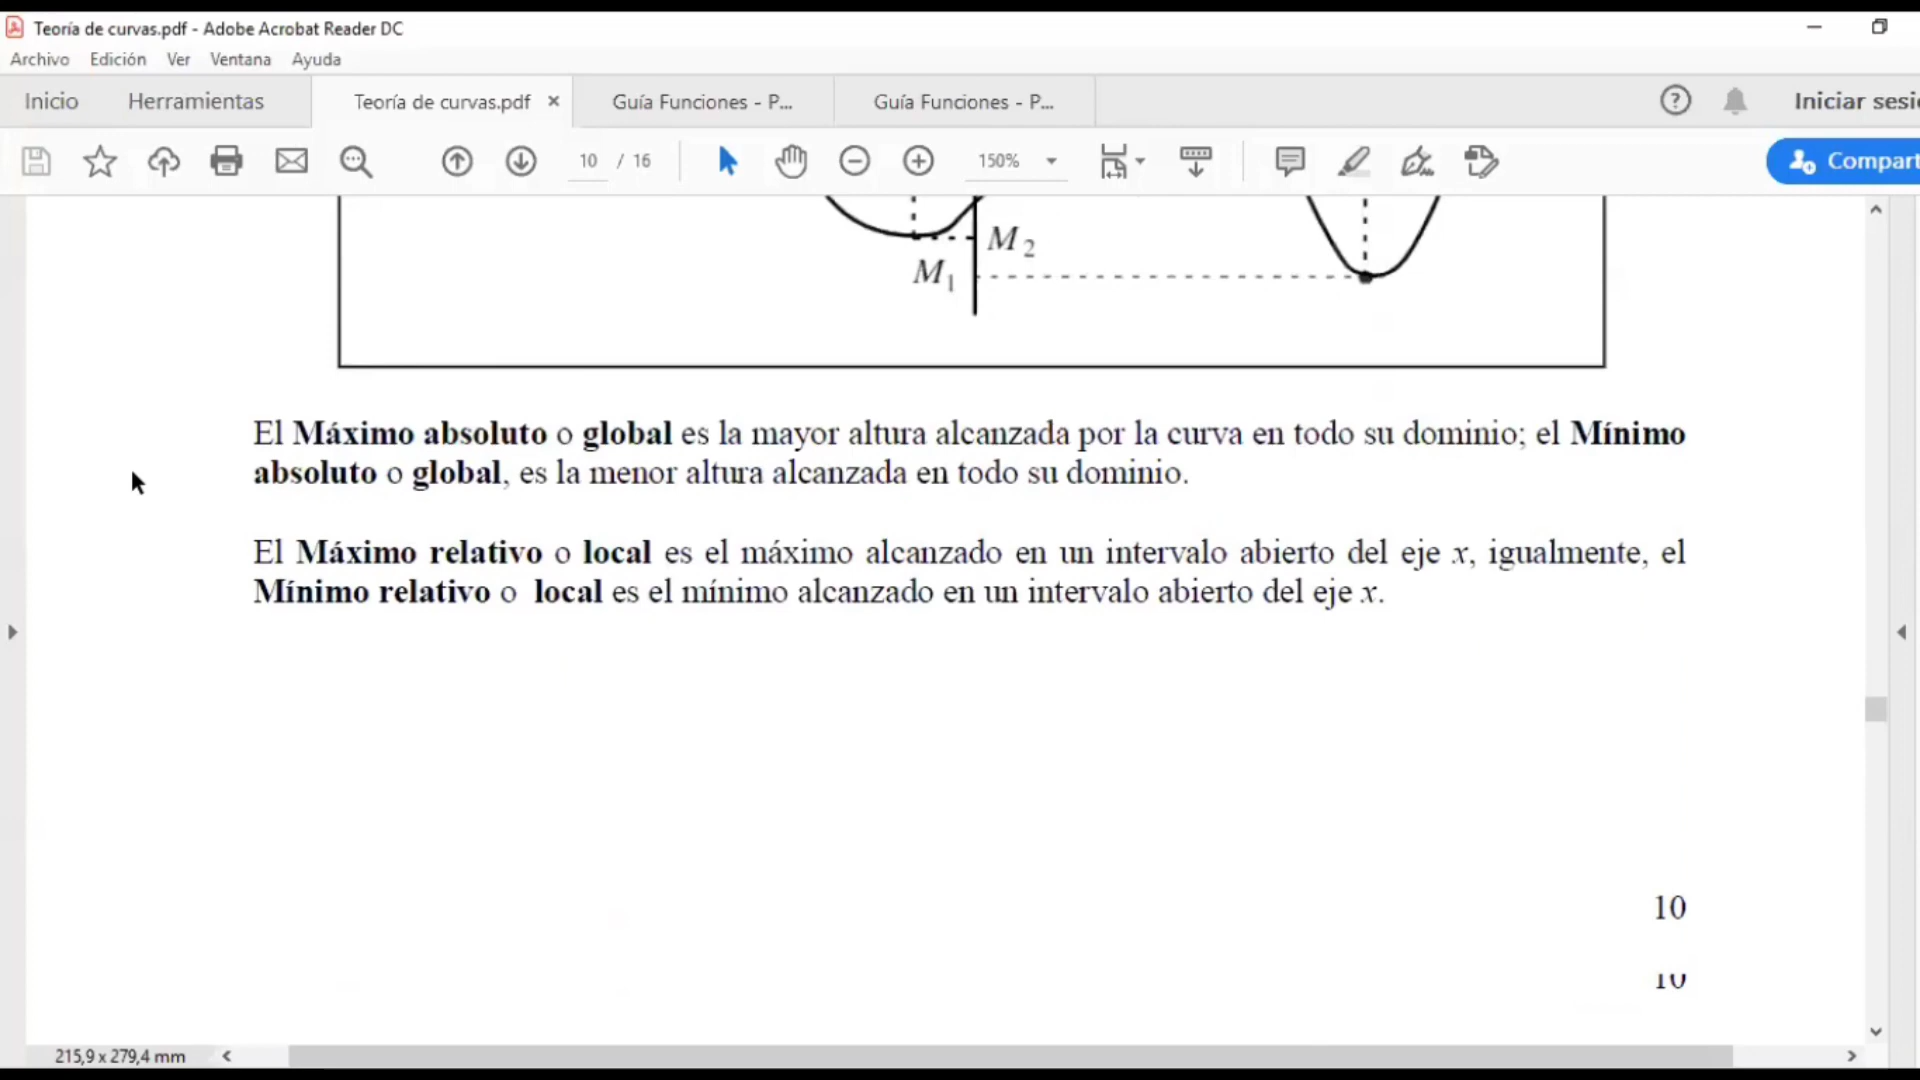 Teoría de curvas.pdf - Adobe Acrobat Reader DC
Archivo Edición Ver Ventana Ayuda
Inicio Herramientas Teoría de curvas.pdf × Guía Funciones - P... Guía Funciones - P... Iniciar sesi
10 / 16 150% Compart
M2
M1
El Máximo absoluto o global es la mayor altura alcanzada por la curva en todo su dominio; el Mínimo
absoluto o global, es la menor altura alcanzada en todo su dominio.
El Máximo relativo o local es el máximo alcanzado en un intervalo abierto del eje x, igualmente, el
Mínimo relativo o local es el mínimo alcanzado en un intervalo abierto del eje x.
10
10
215,9 x 279,4 mm